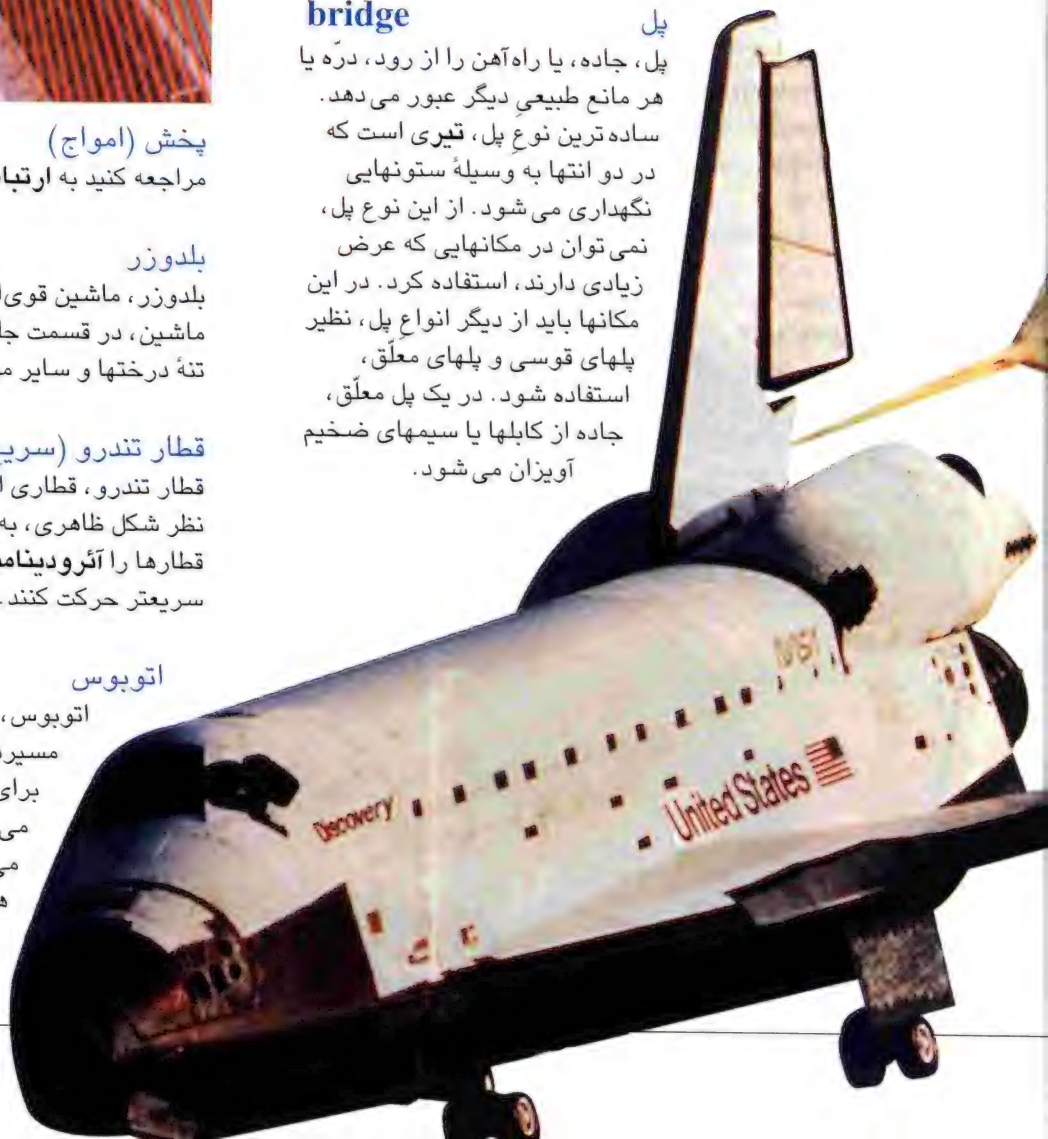 bridge
پل
پل، جاده، یا راه‌آهن را از رود، درّه یا
هر مانع طبیعیِ دیگر عبور می‌دهد.
ساده‌ترین نوعِ پل، تیری است که
در دو انتها به وسیلهٔ ستونهایی
نگهداری می‌شود. از این نوع پل،
نمی‌توان در مکانهایی که عرض
زیادی دارند، استفاده کرد. در این
مکانها باید از دیگر انواعِ پل، نظیر
پلهای قوسی و پلهای معلّق،
استفاده شود. در یک پل معلّق،
جاده از کابلها یا سیمهای ضخیم
آویزان می‌شود.
پخش (امواج)
مراجعه کنید به
بلدوزر
بلدوزر، ماشین
ماشین، در قسمت
تنهٔ درختها و سایر
قطار تندرو
قطار تندرو، قطاری
نظر شکل ظاهری، به
قطارها را
سریعتر حرکت کنند.
اتوبوس
اتوبوس،
برای
Discovery
NASA
United States